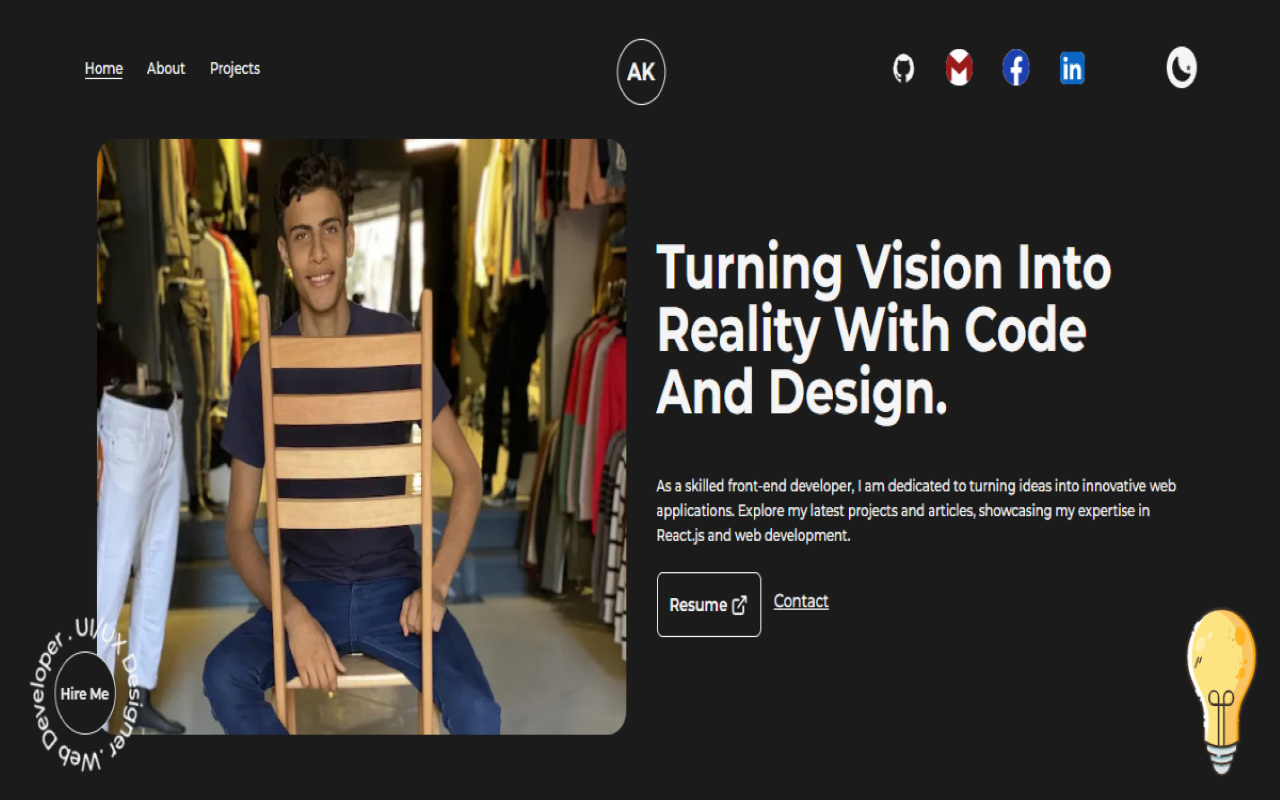 Home About Projects
AK
in
Turning Vision Into
Reality With Code
And Design.
As a skilled front-end developer, I am dedicated to turning ideas into innovative web
applications. Explore my latest projects and articles, showcasing my expertise in
React.js and web development.
Resume
Contact
Web Developer . UI/UX Designer .
Hire Me